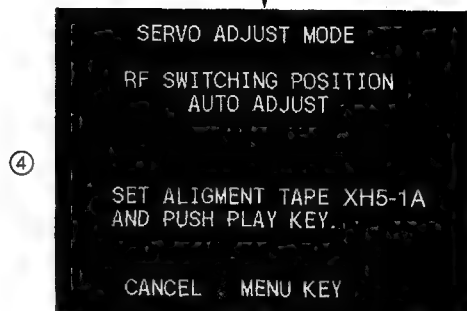 SERVO ADJUST MODE
RF SWITCHING POSITION
AUTO ADJUST
④
SET ALIGMENT TAPE XH5-1A
AND PUSH PLAY KEY.
CANCEL MENU KEY